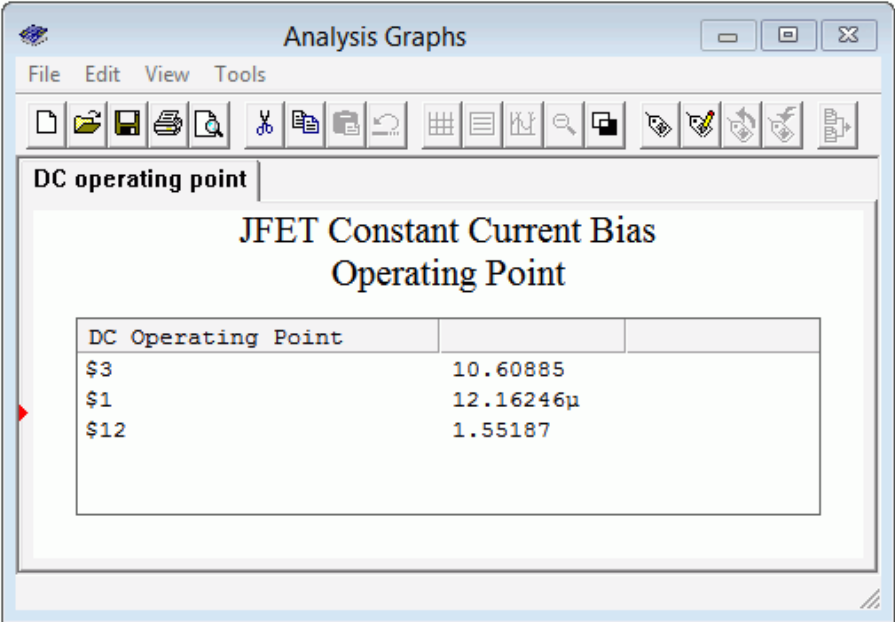 Analysis Graphs
File Edit View Tools
DC operating point
JFET Constant Current Bias
Operating Point
DC Operating Point
$3 10.60885
$1 12.16246µ
$12 1.55187